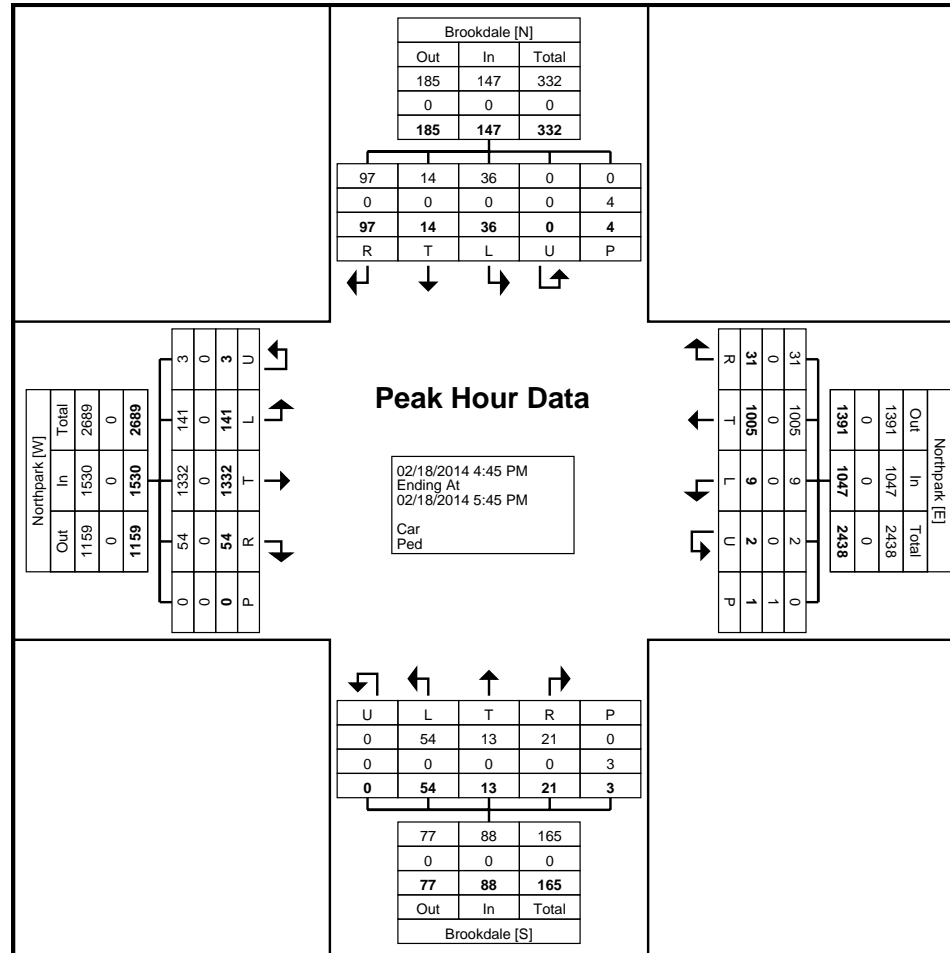 Brookdale [N]
Out In Total
185 147 332
0 0 0
185 147 332
97 14 36 0 0
0 0 0 0 4
97 14 36 0 4
R T L U P
Northpark [W]
Total In Out
2689 1530 1159
0 0 0
2689 1530 1159
3 141 1332 54 0
0 0 0 0 0
3 141 1332 54 0
U L T R P
Peak Hour Data
02/18/2014 4:45 PM
Ending At
02/18/2014 5:45 PM
Car
Ped
R T L U P
31 1005 9 2 1
0 0 0 0 1
31 1005 9 2 0
1391 1047 2438
0 0 0
1391 1047 2438
Out In Total
Northpark [E]
U L T R P
0 54 13 21 0
0 0 0 0 3
0 54 13 21 3
77 88 165
0 0 0
77 88 165
Out In Total
Brookdale [S]